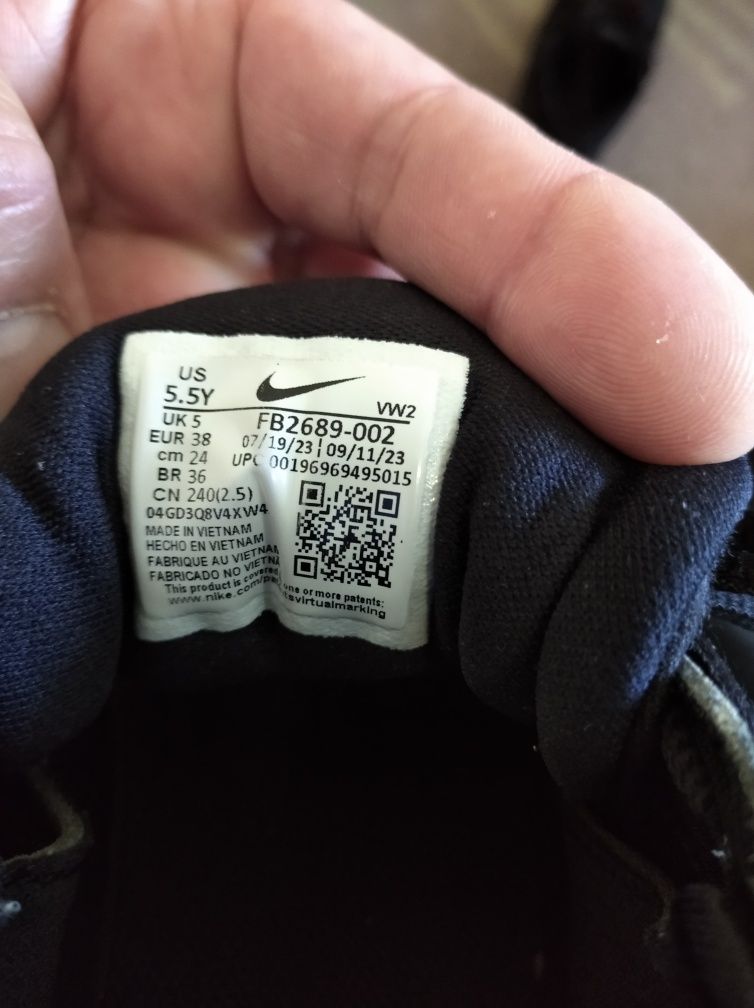 US
5.5Y
VW2
UK 5
FB2689-002
EUR 38
07/19/23 | 09/11/23
cm 24
UPC 00196969495015
BR 36
CN 240(2.5)
04GD3Q8V4XW4
MADE IN VIETNAM
HECHO EN VIETNAM
FABRIQUE AU VIETNAM
FABRICADO NO VIETNA
This product is covered one or more patents:
www.nike.com/pa tsvirtualmarking